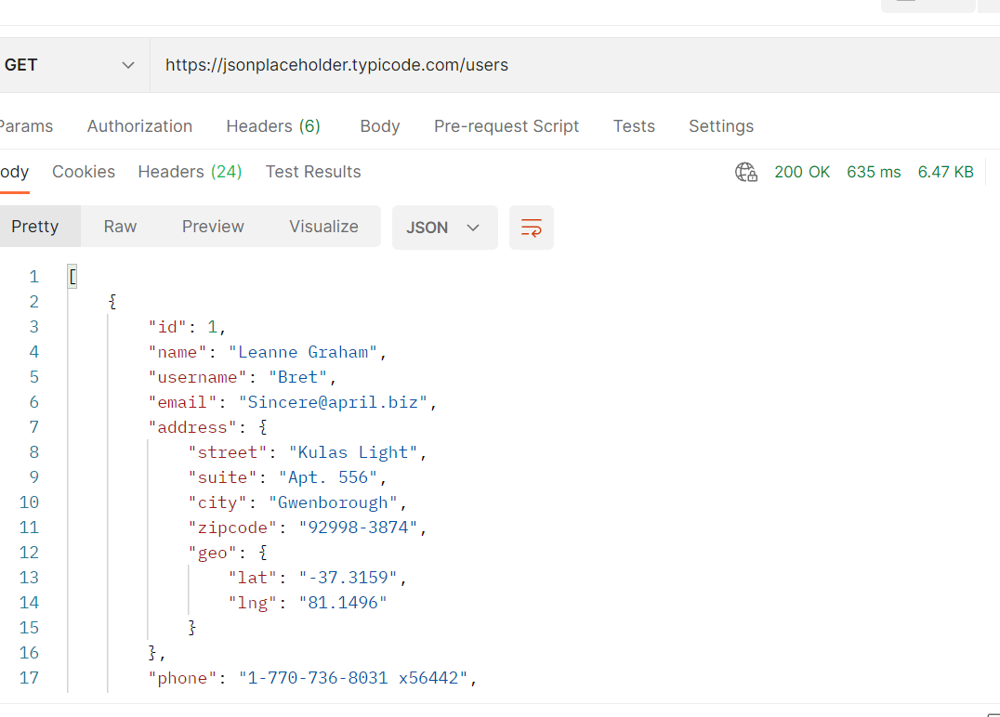 GET https://jsonplaceholder.typicode.com/users
Params Authorization Headers (6) Body Pre-request Script Tests Settings
ody Cookies Headers (24) Test Results 200 OK 635 ms 6.47 KB
Pretty Raw Preview Visualize JSON
1 [
2 {
3 "id": 1,
4 "name": "Leanne Graham",
5 "username": "Bret",
6 "email": "Sincere@april.biz",
7 "address": {
8 "street": "Kulas Light",
9 "suite": "Apt. 556",
10 "city": "Gwenborough",
11 "zipcode": "92998-3874",
12 "geo": {
13 "lat": "-37.3159",
14 "lng": "81.1496"
15 }
16 },
17 "phone": "1-770-736-8031 x56442",